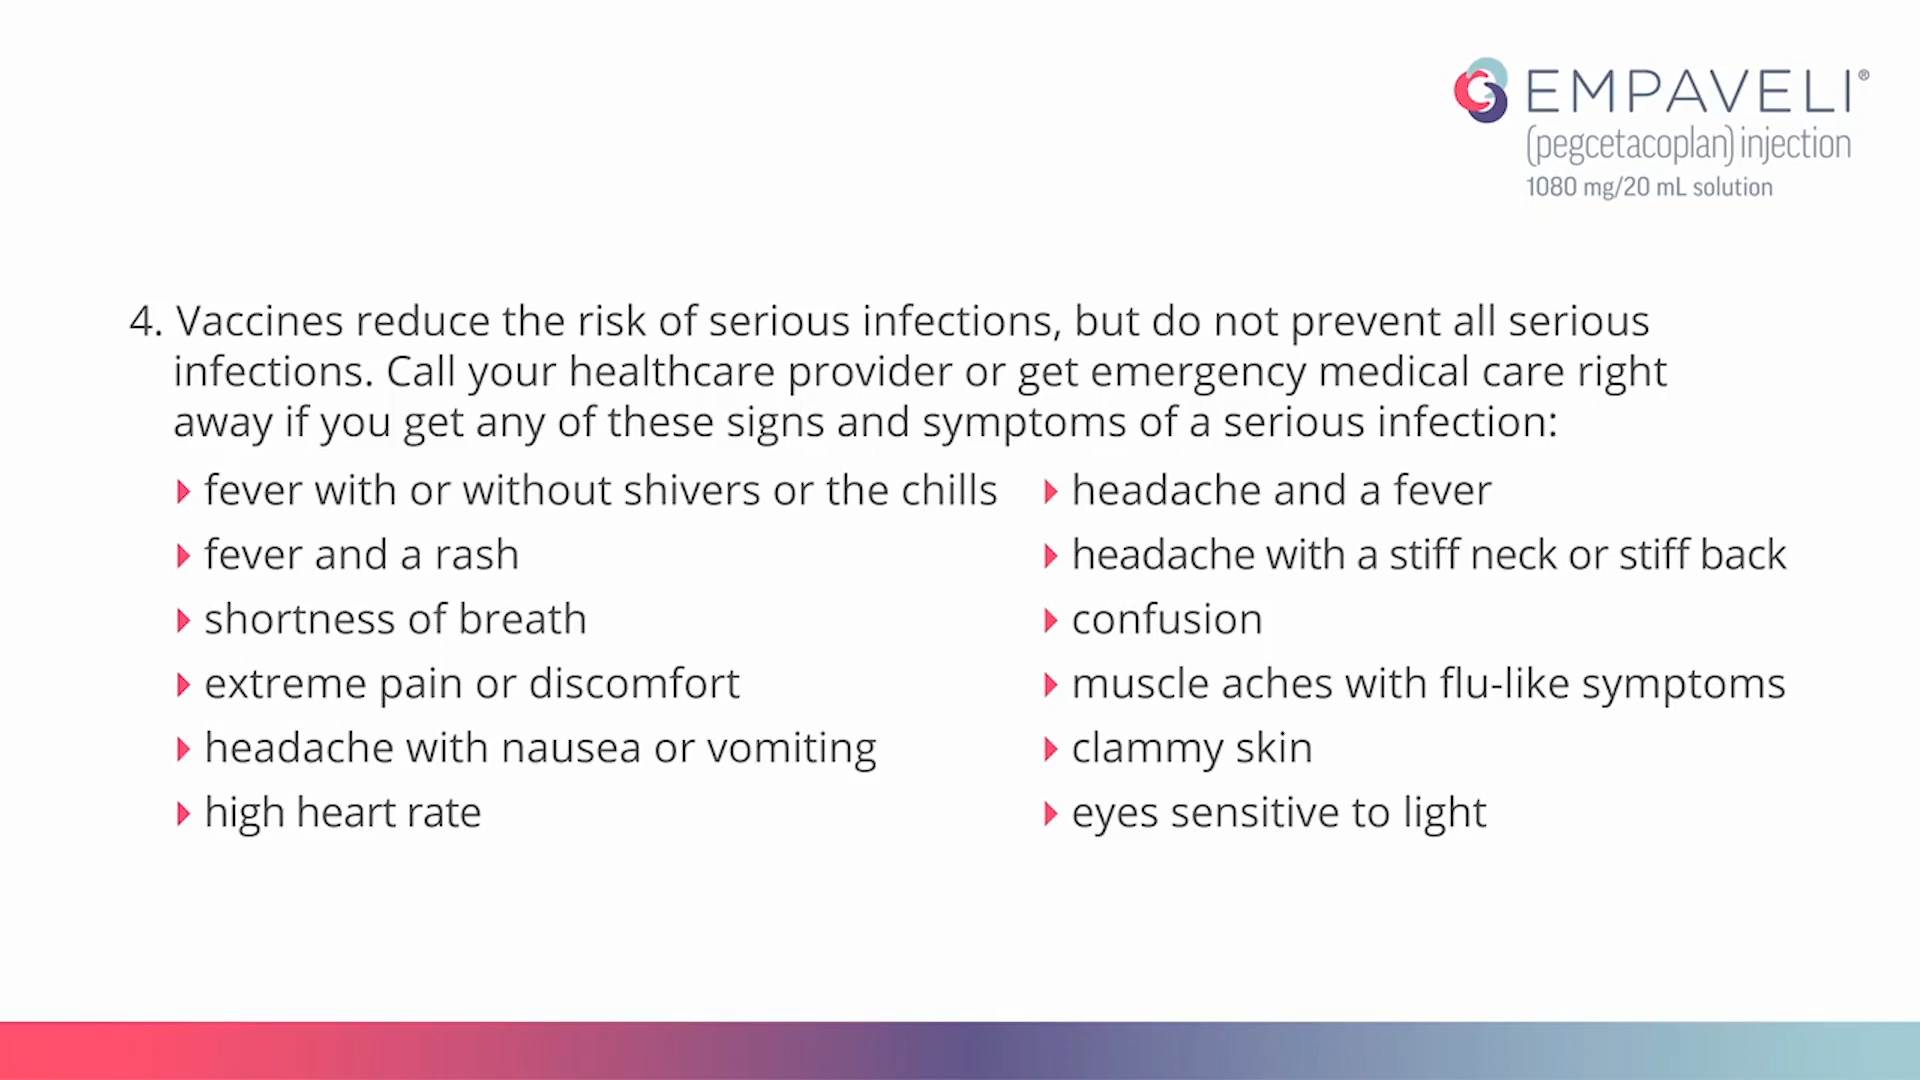 EMPAVELI®
(pegcetacoplan) injection
1080 mg/20 mL solution
4. Vaccines reduce the risk of serious infections, but do not prevent all serious
infections. Call your healthcare provider or get emergency medical care right
away if you get any of these signs and symptoms of a serious infection:
fever with or without shivers or the chills
fever and a rash
shortness of breath
extreme pain or discomfort
headache with nausea or vomiting
high heart rate
headache and a fever
headache with a stiff neck or stiff back
confusion
muscle aches with flu-like symptoms
clammy skin
eyes sensitive to light